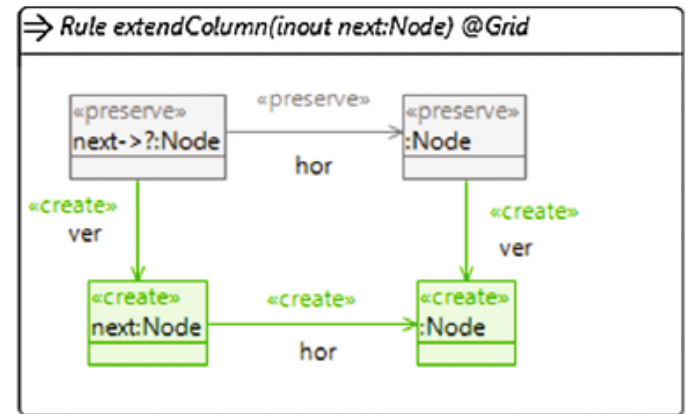 Rule extendColumn(inout next:Node) @Grid
«preserve»
next->?:Node
«preserve»
hor
«preserve»
:Node
«create»
ver
«create»
ver
«create»
next:Node
«create»
hor
«create»
:Node